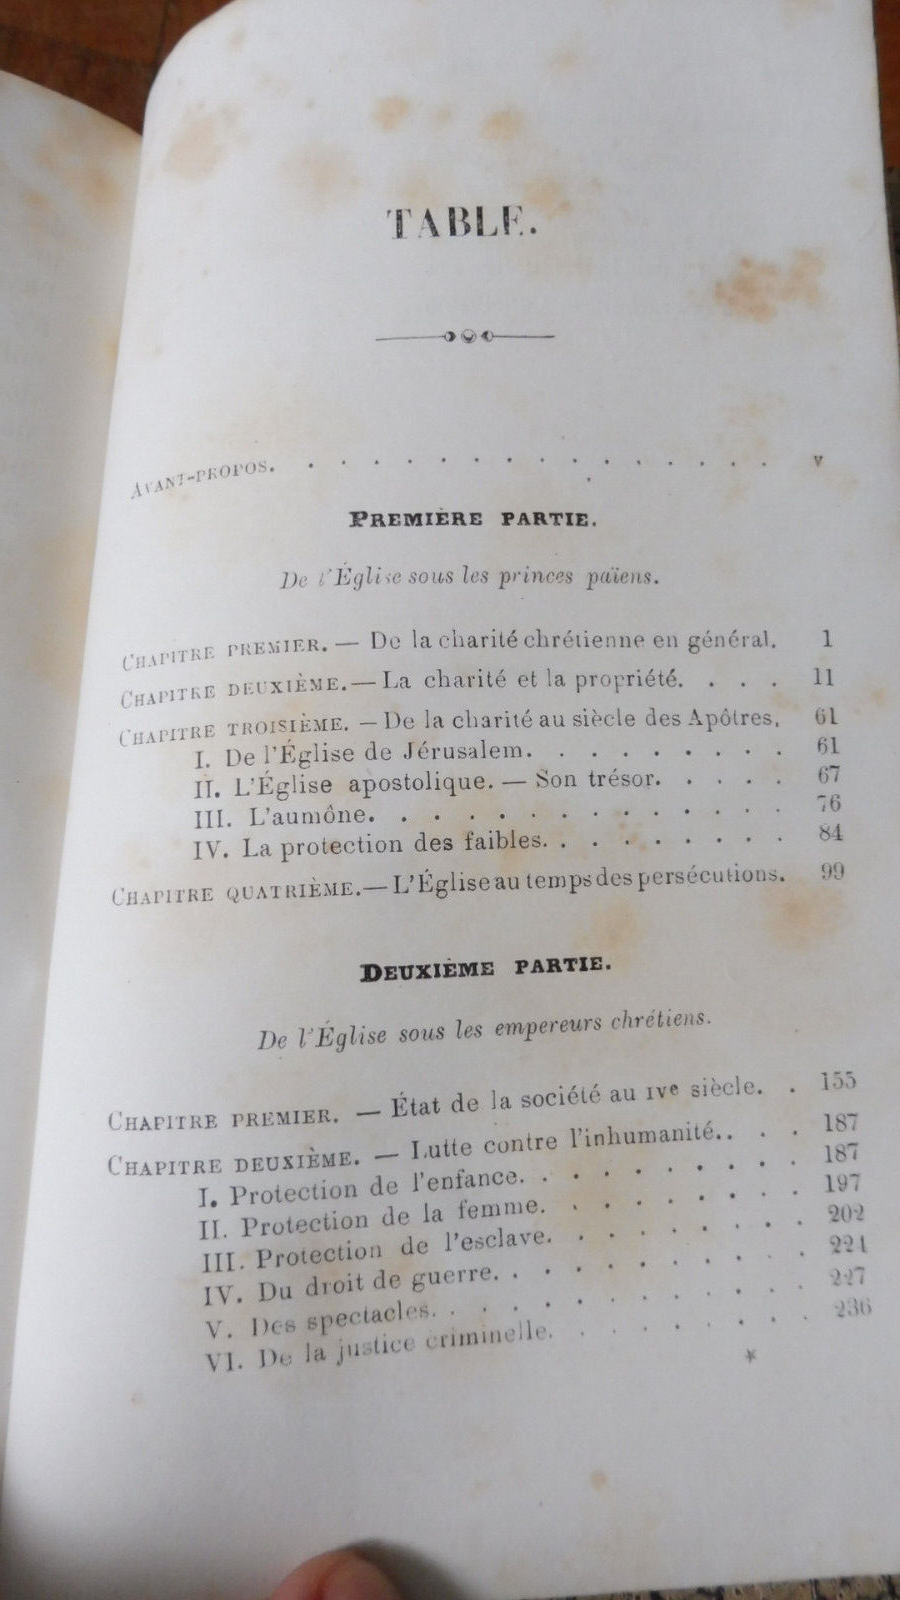 TABLE.
AVANT-PROPOS. . . . . . . . . . . . . . . . v
PREMIÈRE PARTIE.
De l'Église sous les princes païens.
CHAPITRE PREMIER. — De la charité chrétienne en général. 1
CHAPITRE DEUXIÈME. — La charité et la propriété. . . . 11
CHAPITRE TROISIÈME. — De la charité au siècle des Apôtres. 61
I. De l'Église de Jérusalem. . . . . . . . . 61
II. L'Église apostolique. — Son trésor. . . . . 67
III. L'aumône. . . . . . . . . . . . . 76
IV. La protection des faibles. . . . . . . . . 84
CHAPITRE QUATRIÈME. — L'Église au temps des persécutions. 99
DEUXIÈME PARTIE.
De l'Église sous les empereurs chrétiens.
CHAPITRE PREMIER. — État de la société au IVe siècle. . 155
CHAPITRE DEUXIÈME. — Lutte contre l'inhumanité. . . . 187
I. Protection de l'enfance. . . . . . . . . . 187
II. Protection de la femme. . . . . . . . . 197
III. Protection de l'esclave. . . . . . . . . 202
IV. Du droit de guerre. . . . . . . . . . . 221
V. Des spectacles. . . . . . . . . . . . 227
VI. De la justice criminelle. . . . . . . . . 236
*